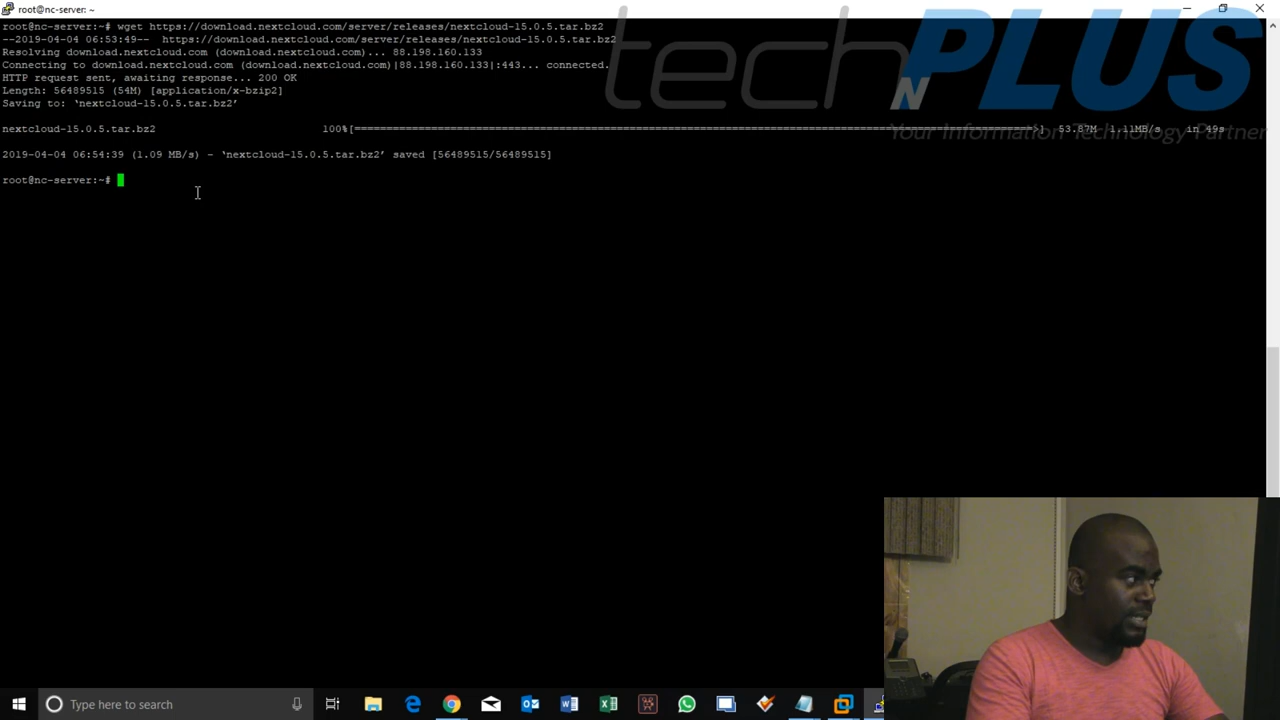 root@nc-server: ~
root@nc-server:~# wget https://download.nextcloud.com/server/releases/nextcloud-15.0.5.tar.bz2
--2019-04-04 06:53:49--  https://download.nextcloud.com/server/releases/nextcloud-15.0.5.tar.bz2
Resolving download.nextcloud.com (download.nextcloud.com)... 88.198.160.133
Connecting to download.nextcloud.com (download.nextcloud.com)|88.198.160.133|:443... connected.
HTTP request sent, awaiting response... 200 OK
Length: 56489515 (54M) [application/x-bzip2]
Saving to: ‘nextcloud-15.0.5.tar.bz2’
nextcloud-15.0.5.tar.bz2 100%[===================================================>] 53.87M 1.11MB/s in 49s
2019-04-04 06:54:39 (1.09 MB/s) - ‘nextcloud-15.0.5.tar.bz2’ saved [56489515/56489515]
root@nc-server:~#
tech N PLUS
Your Information Technology Partner
Type here to search